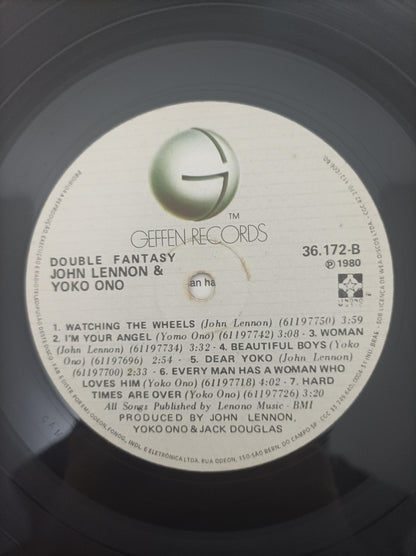 TM
GEFFEN RECORDS
DOUBLE FANTASY
JOHN LENNON &
YOKO ONO
36.172-B
℗ 1980
LENONO
an ha
1. WATCHING THE WHEELS (John Lennon) (61197750) 3:59
2. I'M YOUR ANGEL (Yomo Ono) (61197742) 3:08 - 3. WOMAN
(John Lennon) (61197734) 3:32 - 4. BEAUTIFUL BOYS (Yoko
Ono) (61197696) 2:54 - 5. DEAR YOKO (John Lennon)
(61197700) 2:33 - 6. EVERY MAN HAS A WOMAN WHO
LOVES HIM (Yoko Ono) (61197718) 4:02 - 7. HARD
TIMES ARE OVER (Yoko Ono) (61197726) 3:20
All Songs Published by Lenono Music - BMI
PRODUCED BY JOHN LENNON,
YOKO ONO & JACK DOUGLAS